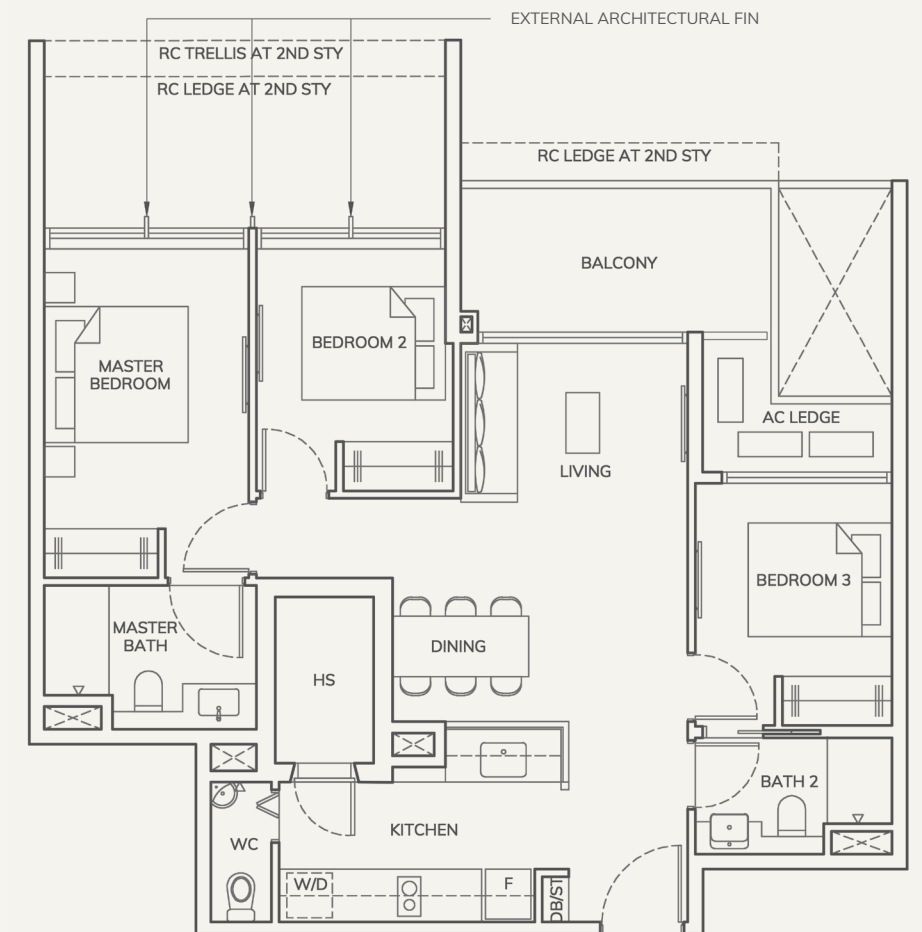 EXTERNAL ARCHITECTURAL FIN
RC TRELLIS AT 2ND STY
RC LEDGE AT 2ND STY
RC LEDGE AT 2ND STY
BALCONY
BEDROOM 2
MASTER
BEDROOM
AC LEDGE
LIVING
BEDROOM 3
MASTER
BATH
DINING
HS
BATH 2
KITCHEN
WC
W/D
F
DB/ST